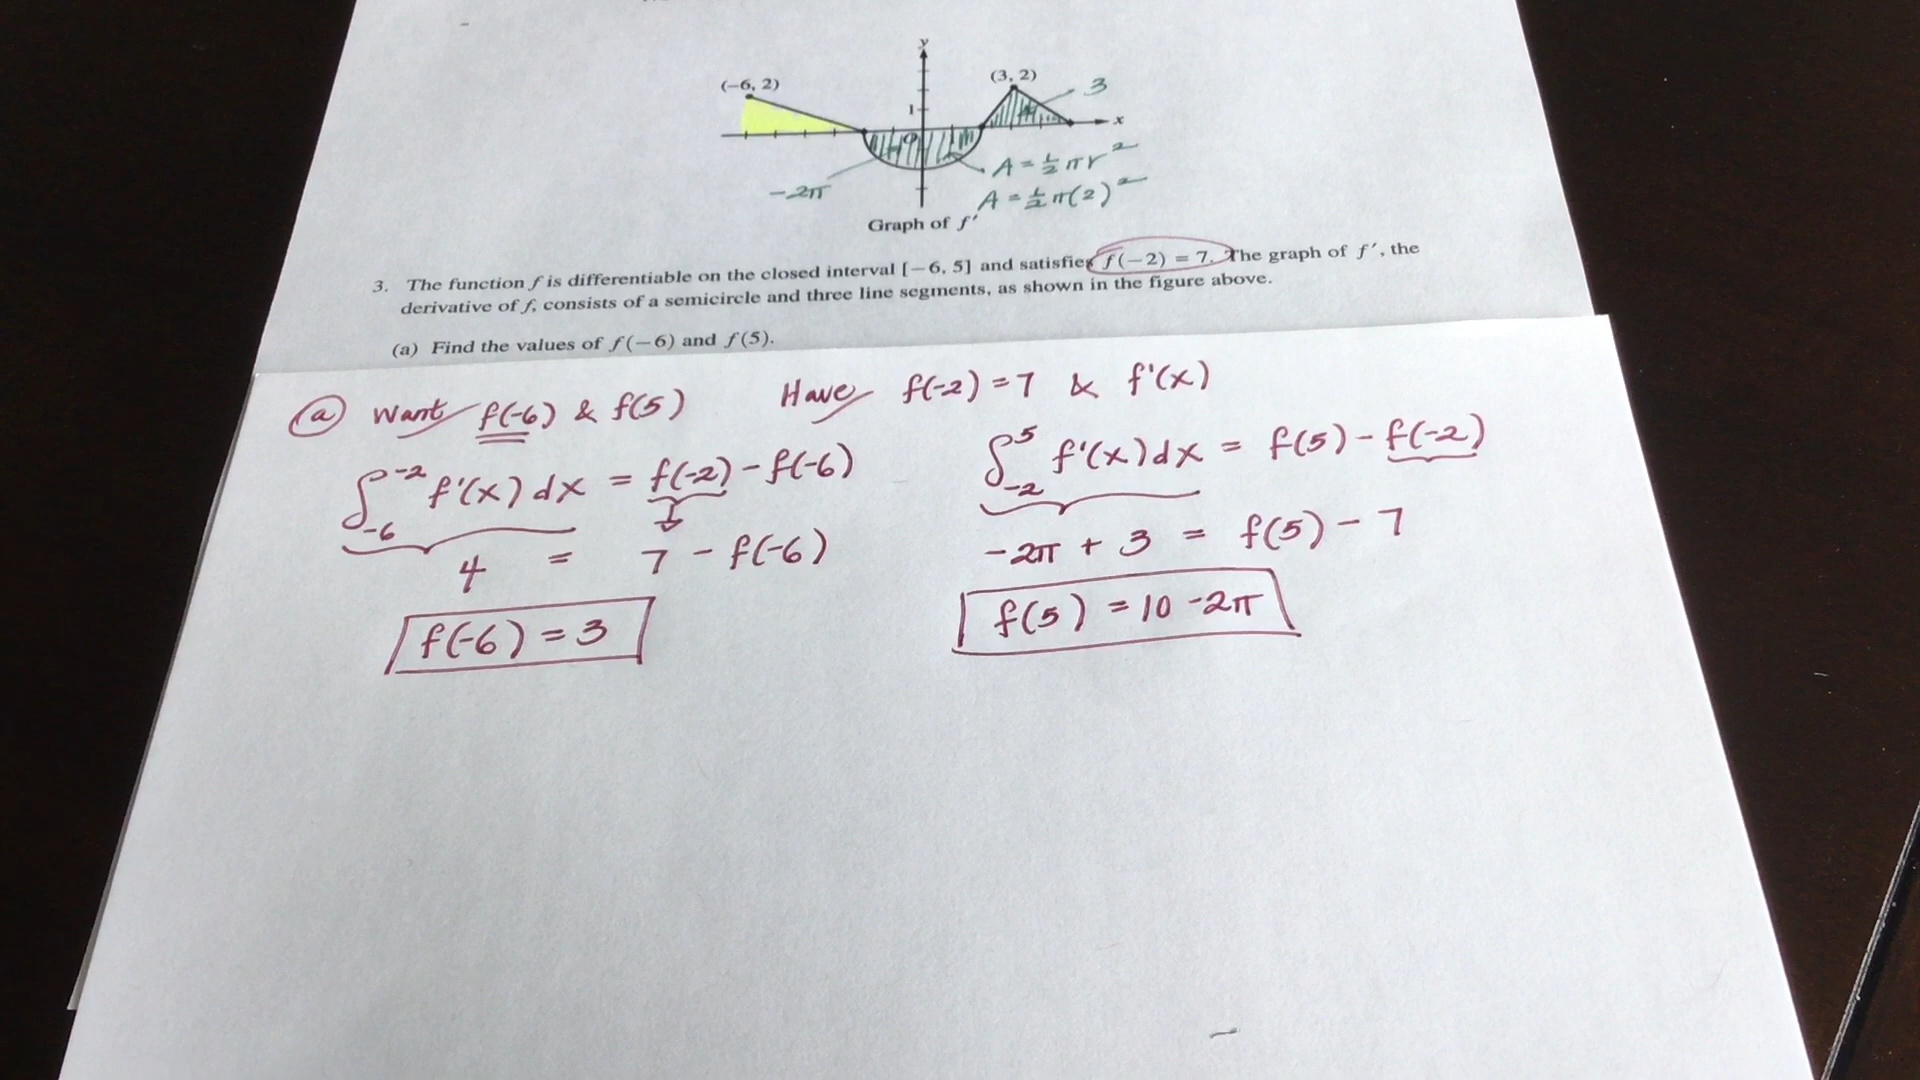 y
(−6, 2)
(3, 2)
3
1
x
O
A = ½πr²
−2π
A = ½π(2)²
Graph of f′
3. The function f is differentiable on the closed interval [−6, 5] and satisfies f(−2) = 7. The graph of f′, the
derivative of f, consists of a semicircle and three line segments, as shown in the figure above.
(a) Find the values of f(−6) and f(5).
(a) Want f(-6) & f(5) Have f(-2) = 7 & f'(x)
∫₋₆⁻² f'(x) dx = f(-2) - f(-6)
4 = 7 - f(-6)
f(-6) = 3
∫₋₂⁵ f'(x) dx = f(5) - f(-2)
-2π + 3 = f(5) - 7
f(5) = 10 - 2π